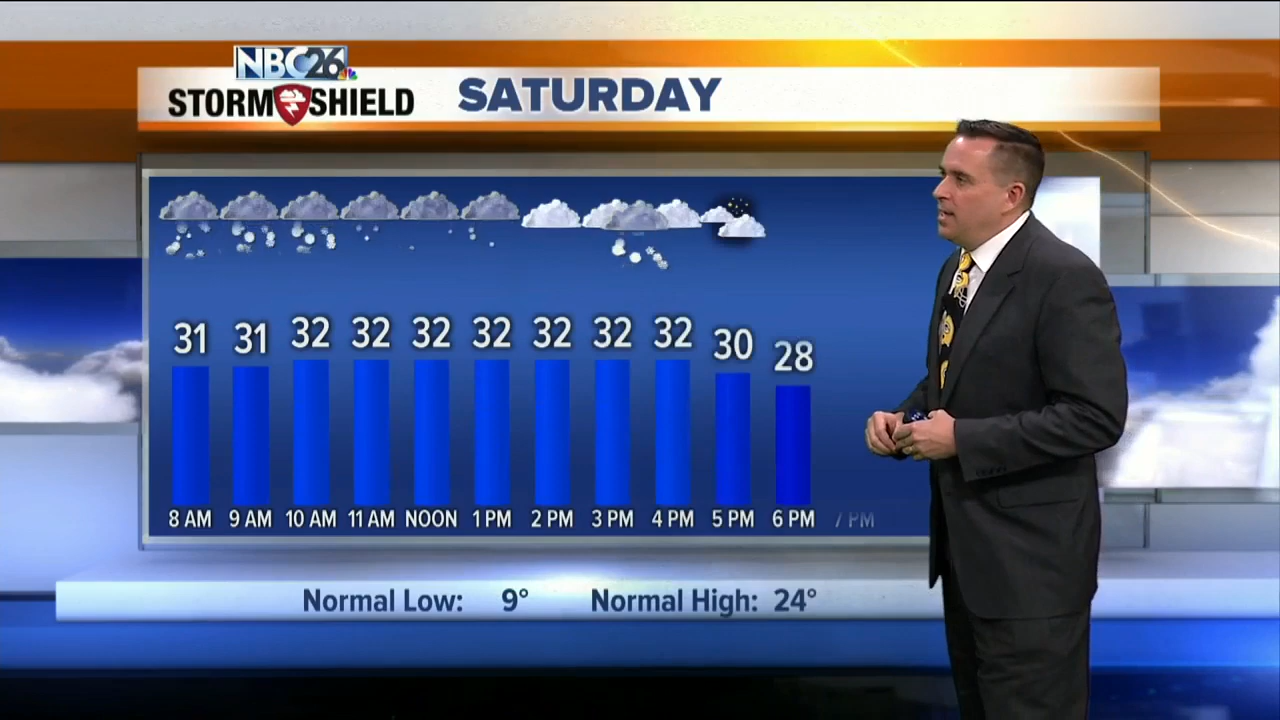 NBC26
STORM SHIELD
SATURDAY
31 31 32 32 32 32 32 32 32 30 28
8 AM 9 AM 10 AM 11 AM NOON 1 PM 2 PM 3 PM 4 PM 5 PM 6 PM 7 PM
Normal Low: 9° Normal High: 24°